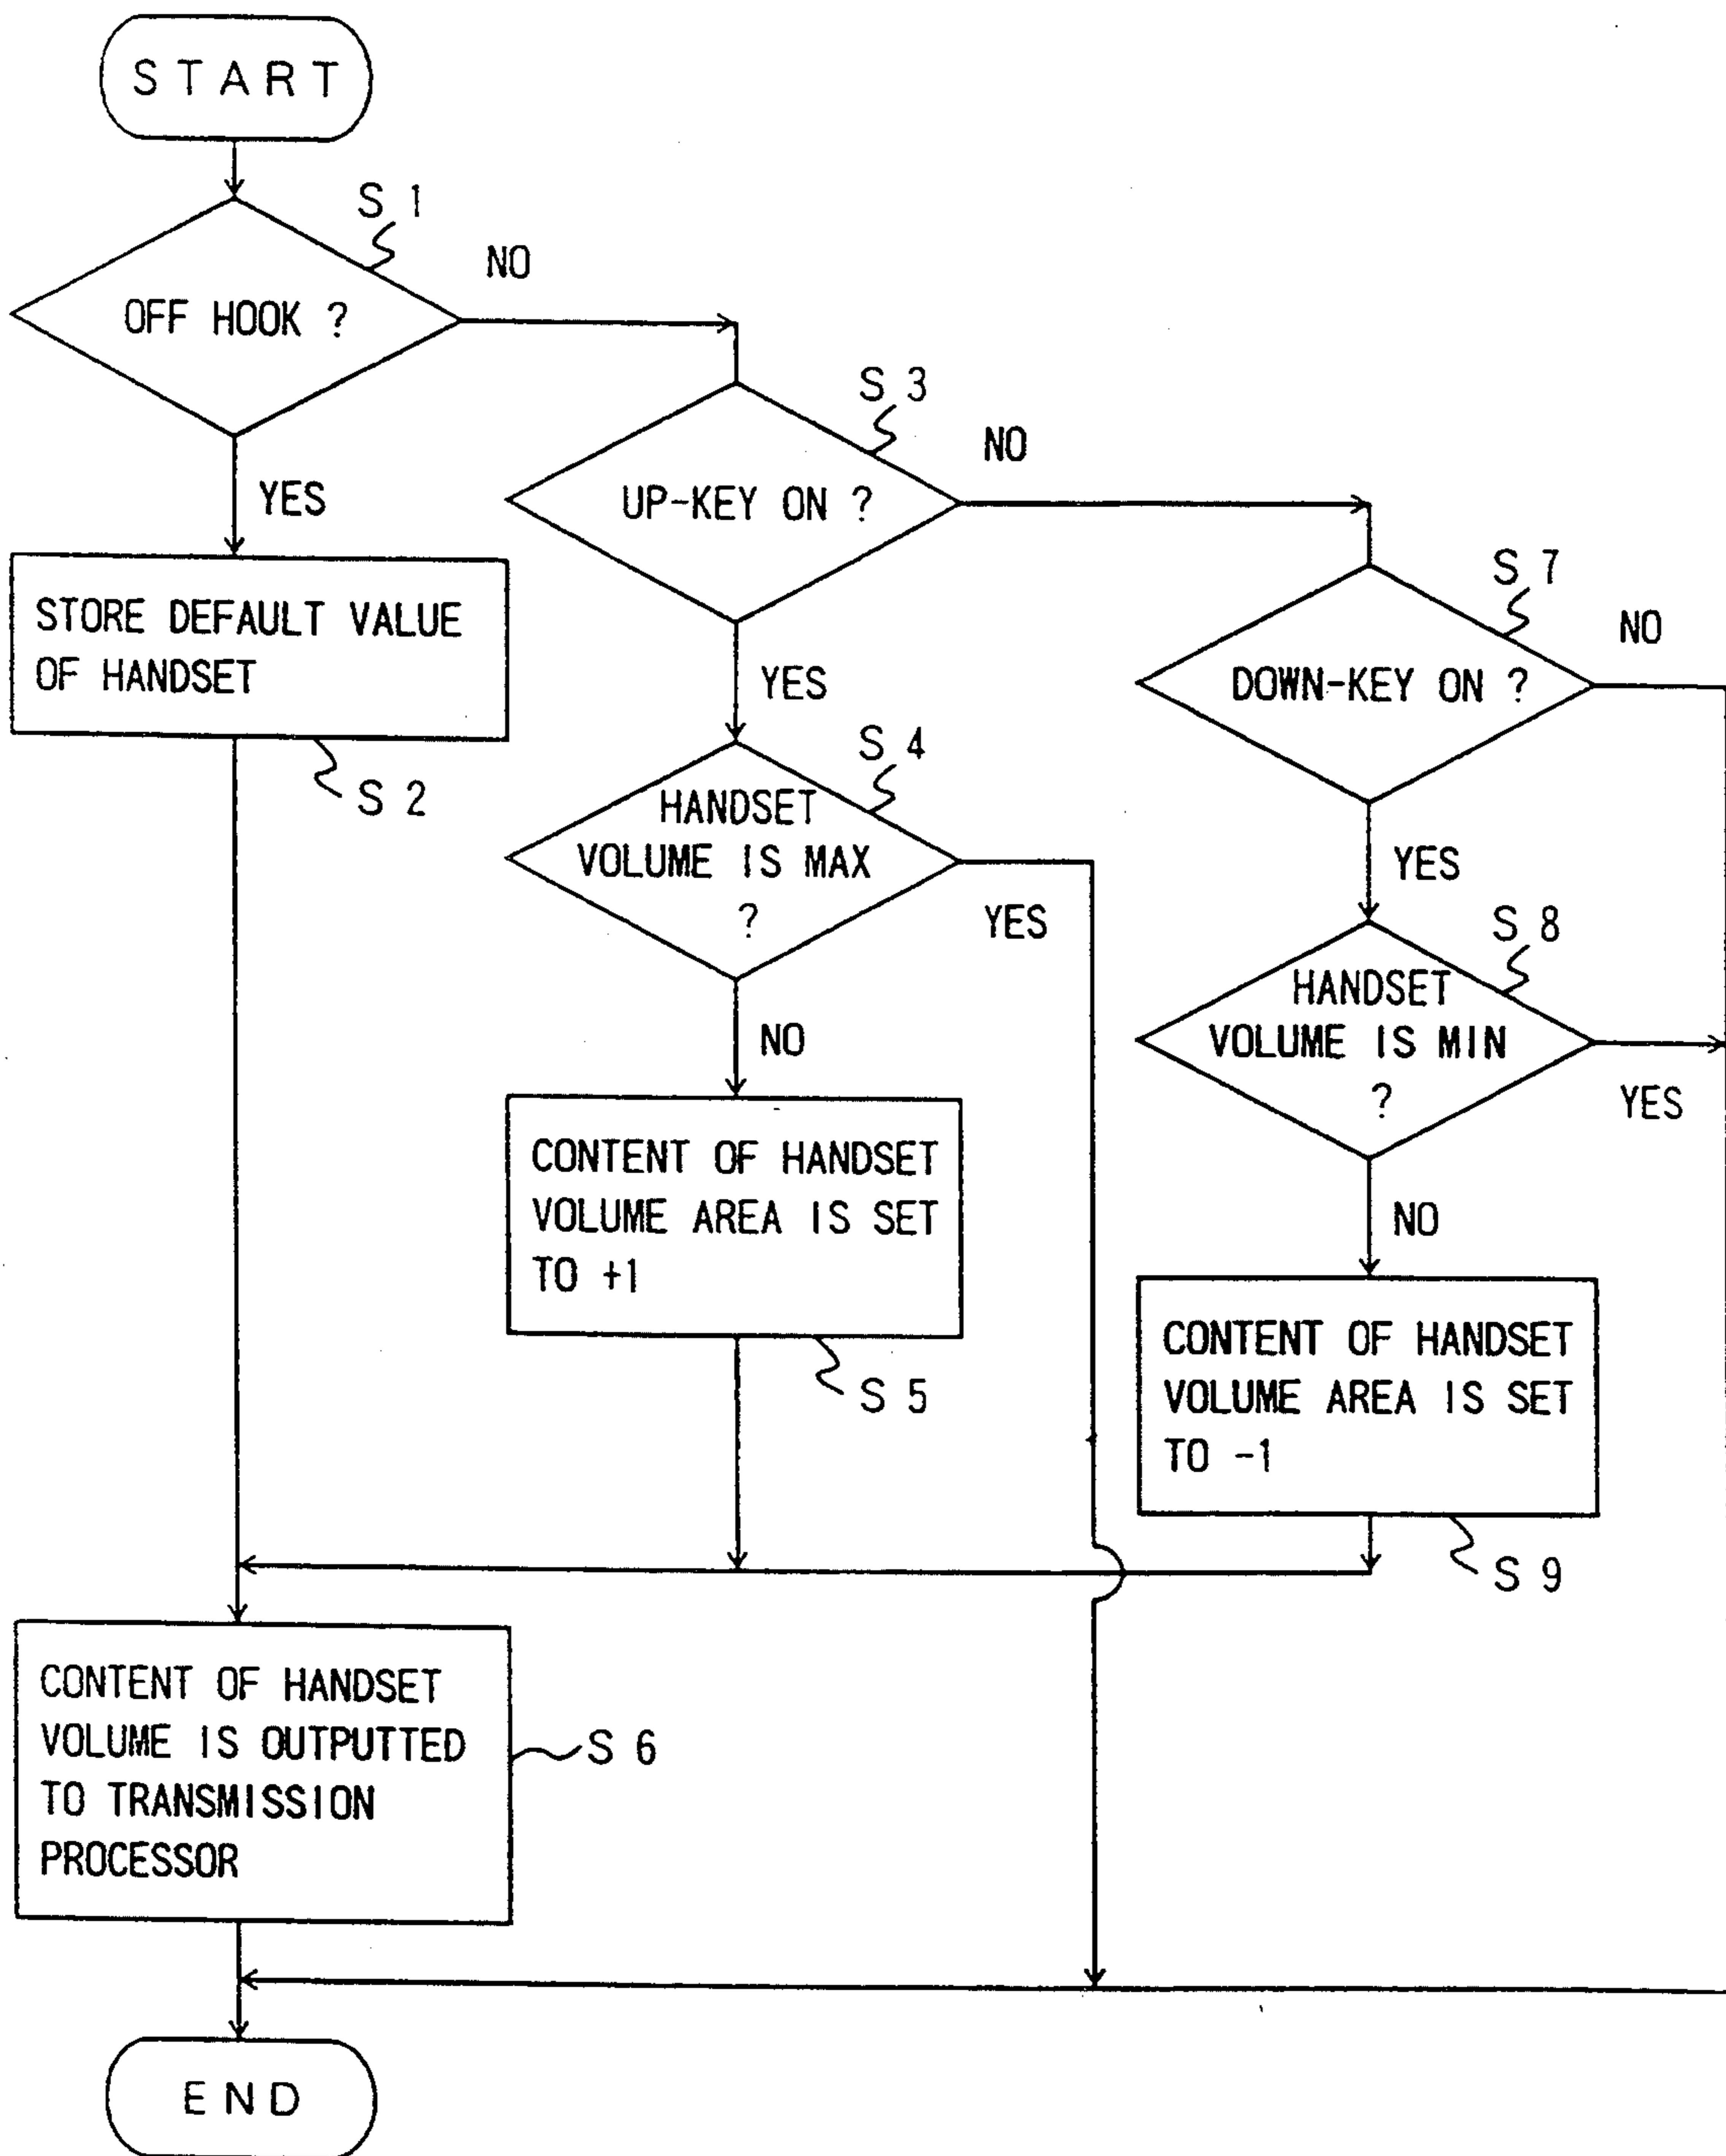 START
S 1
NO
OFF HOOK ?
YES
S 3
NO
UP-KEY ON ?
YES
STORE DEFAULT VALUE
OF HANDSET
S 2
S 7
NO
DOWN-KEY ON ?
YES
S 4
HANDSET
VOLUME IS MAX
?
YES
NO
S 8
HANDSET
VOLUME IS MIN
?
YES
NO
CONTENT OF HANDSET
VOLUME AREA IS SET
TO +1
S 5
CONTENT OF HANDSET
VOLUME AREA IS SET
TO -1
S 9
CONTENT OF HANDSET
VOLUME IS OUTPUTTED
TO TRANSMISSION
PROCESSOR
S 6
END